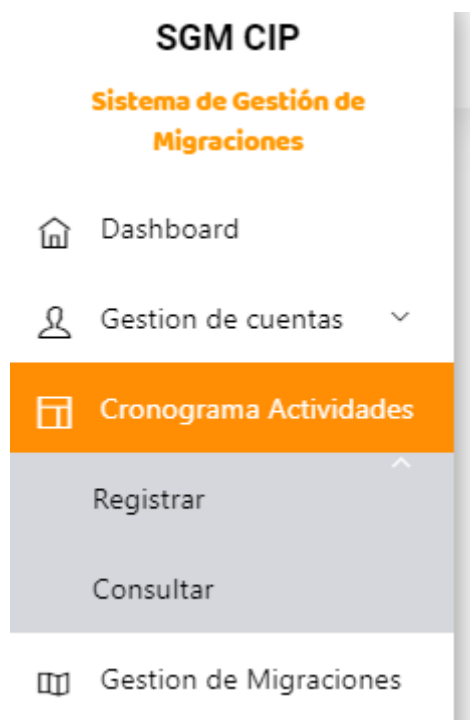 SGM CIP
Sistema de Gestión de
Migraciones
Dashboard
Gestion de cuentas
Cronograma Actividades
Registrar
Consultar
Gestion de Migraciones